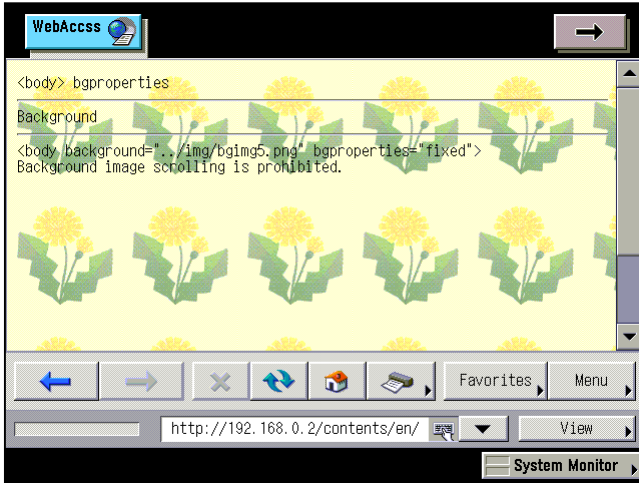 WebAccss
<body> bgproperties
Background
<body background="../img/bgimg5.png" bgproperties="fixed">
Background image scrolling is prohibited.
Favorites
Menu
http://192.168.0.2/contents/en/
View
System Monitor